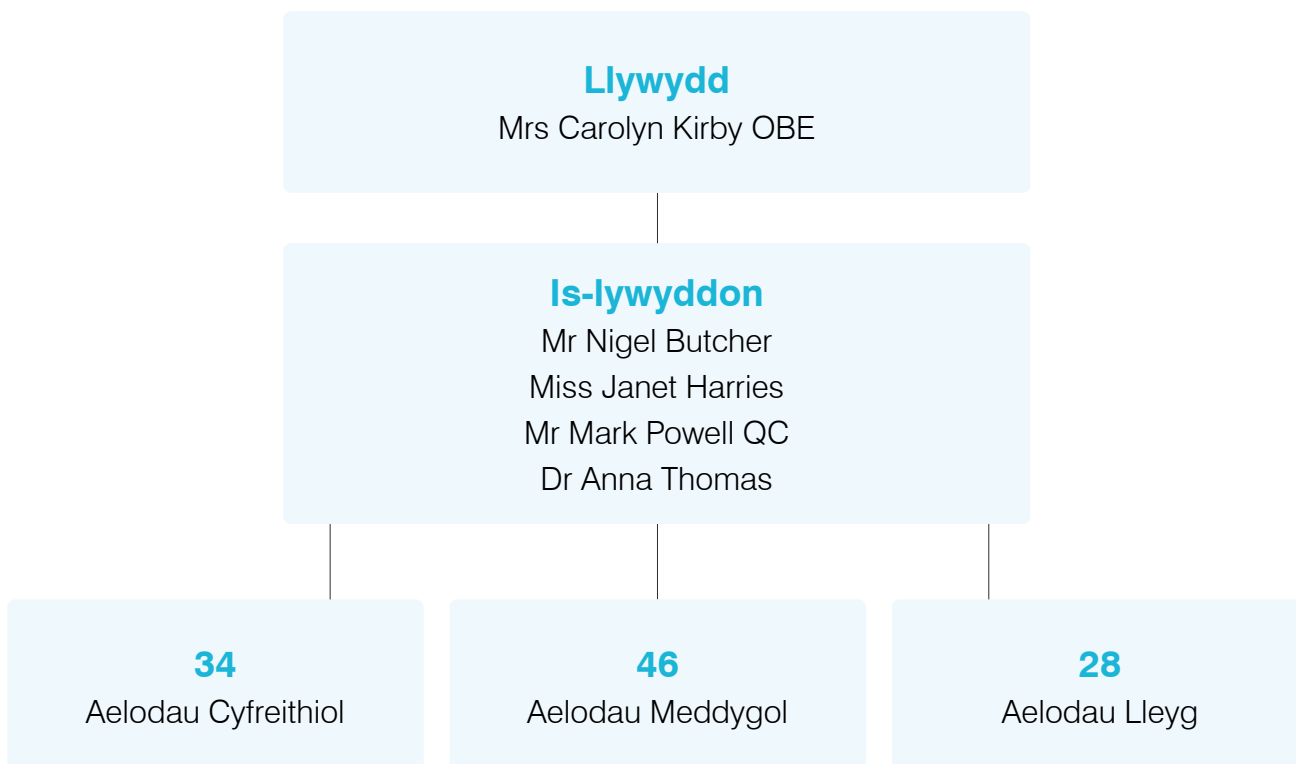 Llywydd
Mrs Carolyn Kirby OBE
Is-lywyddon
Mr Nigel Butcher
Miss Janet Harries
Mr Mark Powell QC
Dr Anna Thomas
34
Aelodau Cyfreithiol
46
Aelodau Meddygol
28
Aelodau Lleyg